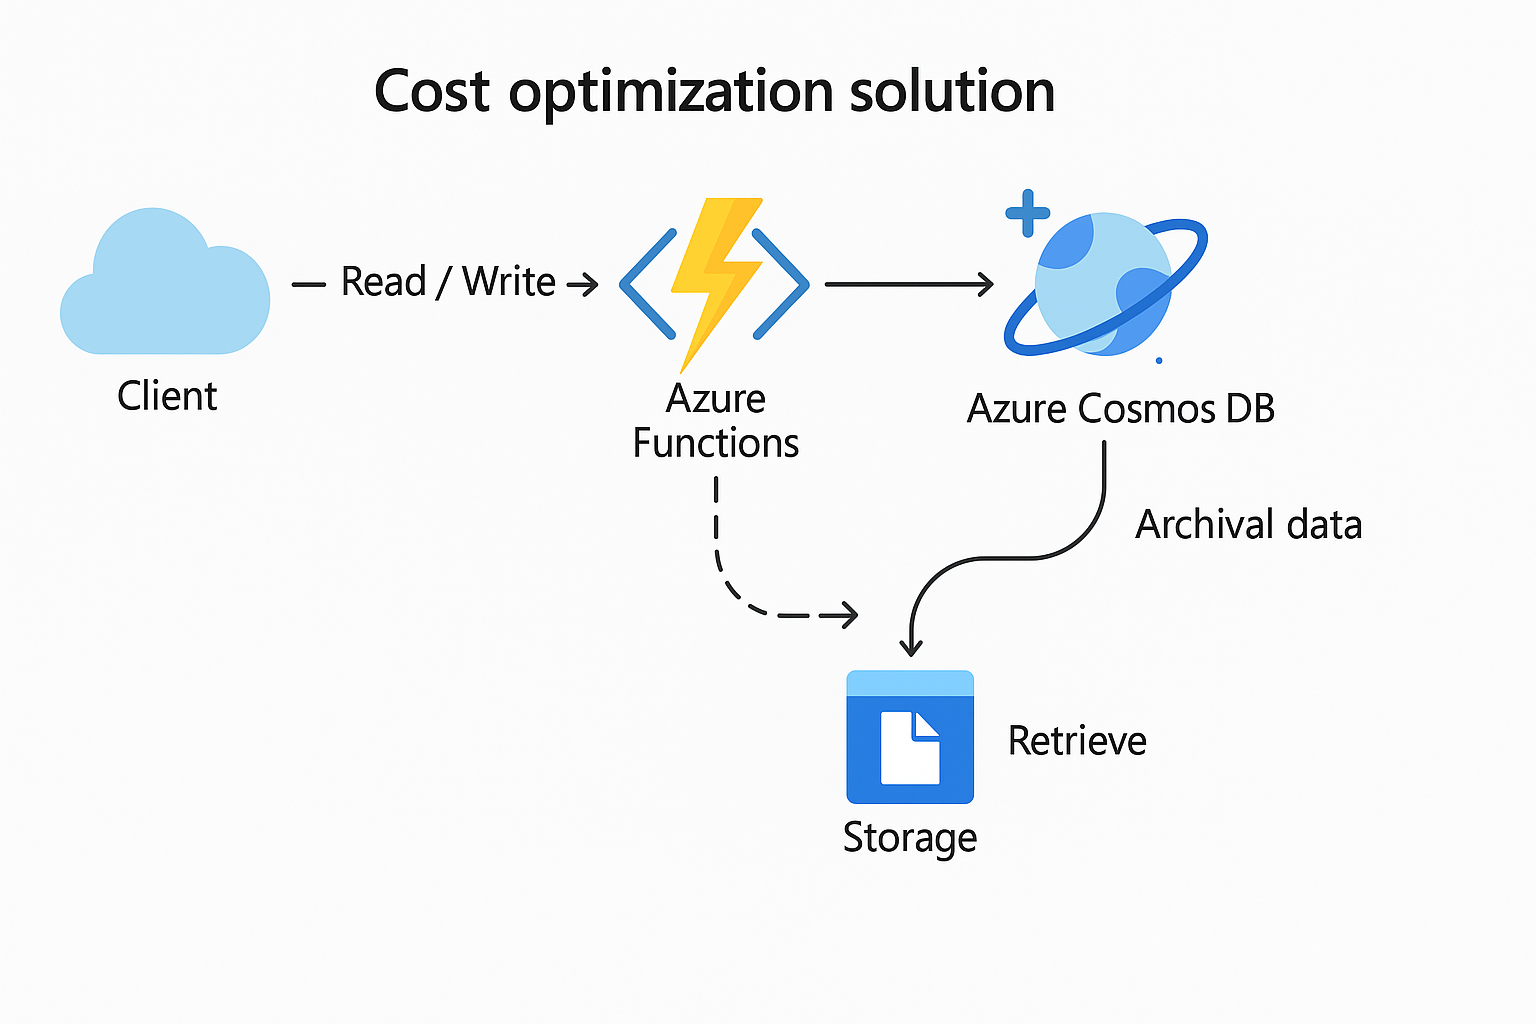 Cost optimization solution
Read / Write
Client
Azure
Functions
Azure Cosmos DB
Archival data
Retrieve
Storage